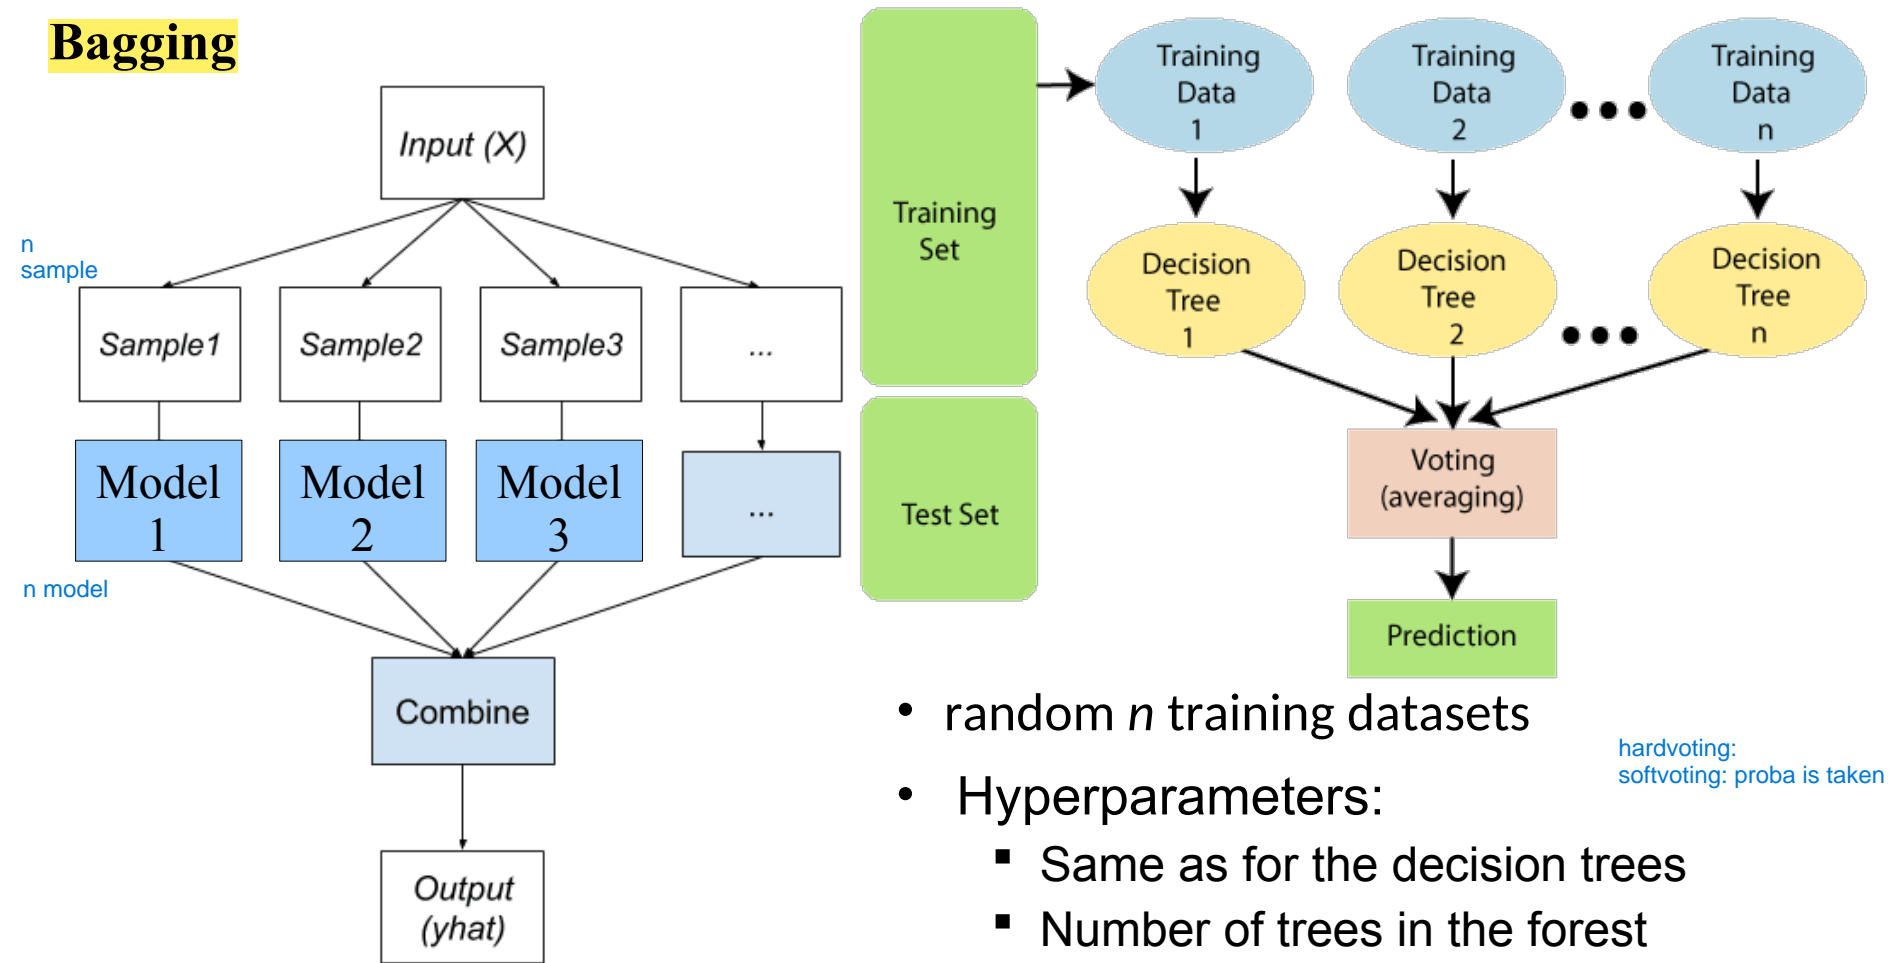 Bagging
Input (X)
n
sample
Sample1
Sample2
Sample3
...
Model
1
Model
2
Model
3
...
n model
Combine
Output
(yhat)
Training
Set
Test Set
Training
Data
1
Training
Data
2
Training
Data
n
Decision
Tree
1
Decision
Tree
2
Decision
Tree
n
Voting
(averaging)
Prediction
• random n training datasets
hardvoting:
softvoting: proba is taken
• Hyperparameters:
▪ Same as for the decision trees
▪ Number of trees in the forest